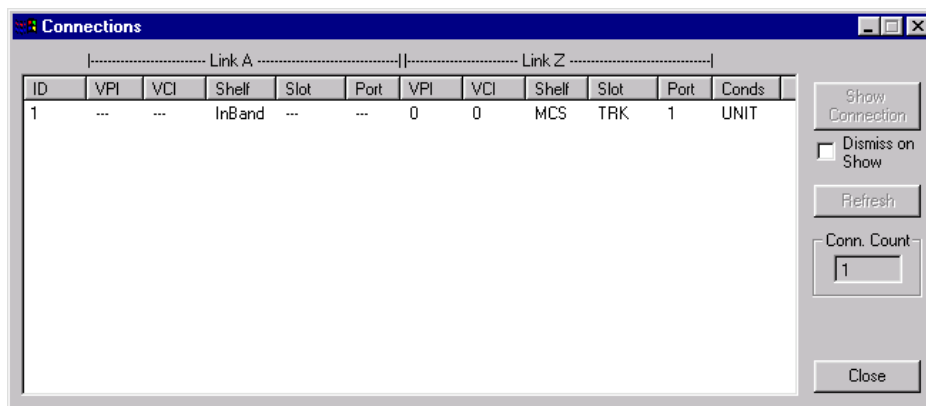 Connections
|------------------------ Link A -----------------------------||----------------------- Link Z -----------------------------|
ID VPI VCI Shelf Slot Port VPI VCI Shelf Slot Port Conds
1 --- --- InBand --- --- 0 0 MCS TRK 1 UNIT
Show
Connection
Dismiss on
Show
Refresh
Conn. Count
1
Close